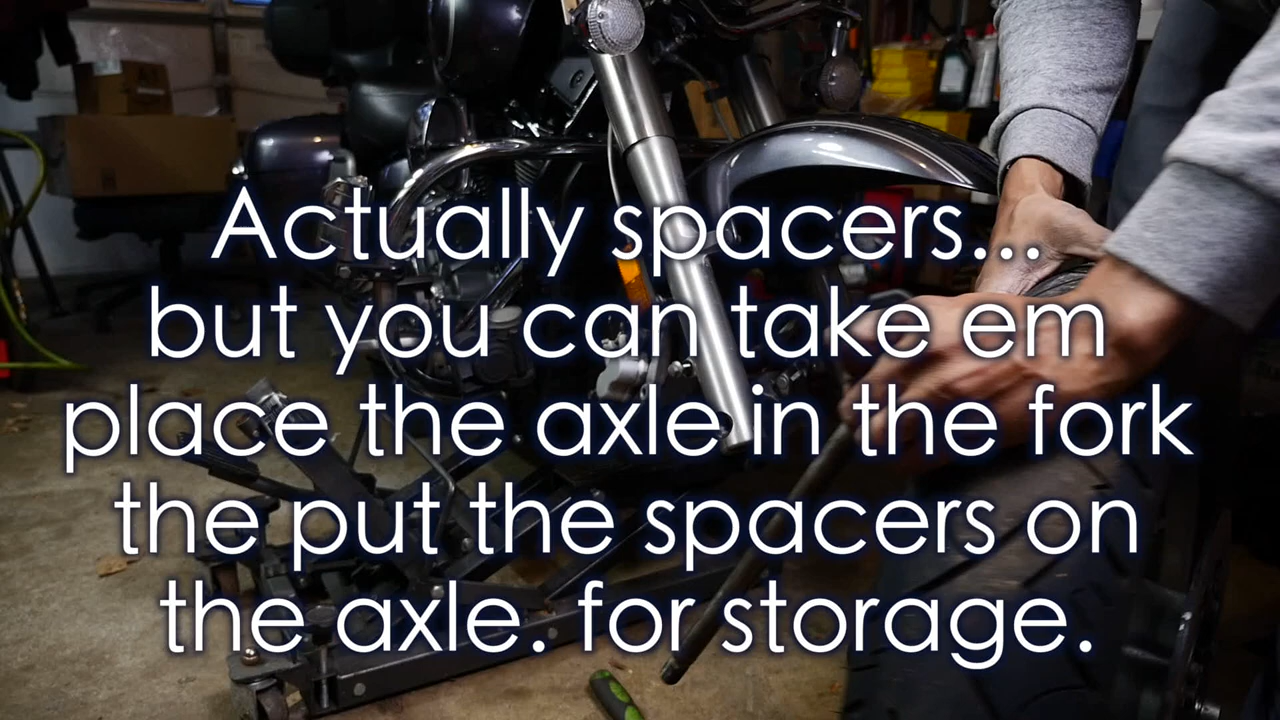 Actually spacers...
but you can take em
place the axle in the fork
the put the spacers on
the axle. for storage.